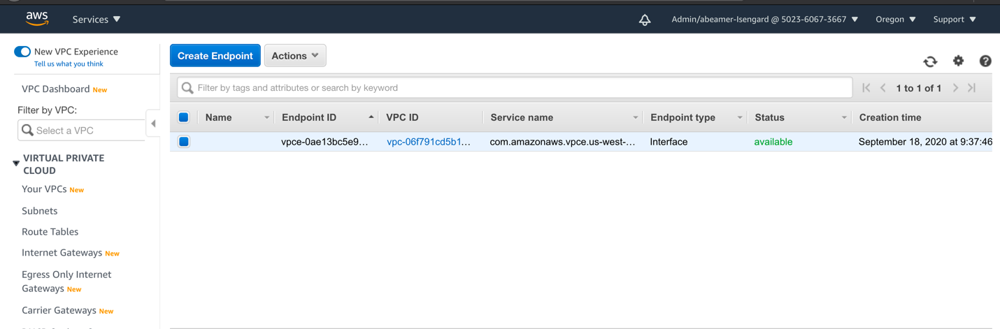 aws Services Admin/abeamer-Isengard @ 5023-6067-3667 Oregon Support
New VPC Experience
Tell us what you think
VPC Dashboard New
Filter by VPC:
Select a VPC
VIRTUAL PRIVATE
CLOUD
Your VPCs New
Subnets
Route Tables
Internet Gateways New
Egress Only Internet
Gateways New
Carrier Gateways New
Create Endpoint Actions
Filter by tags and attributes or search by keyword 1 to 1 of 1
Name Endpoint ID VPC ID Service name Endpoint type Status Creation time
vpce-0ae13bc5e9... vpc-06f791cd5b1... com.amazonaws.vpce.us-west-... Interface available September 18, 2020 at 9:37:46